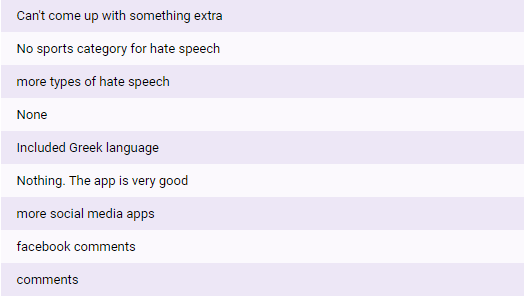 Can't come up with something extra
No sports category for hate speech
more types of hate speech
None
Included Greek language
Nothing. The app is very good
more social media apps
facebook comments
comments